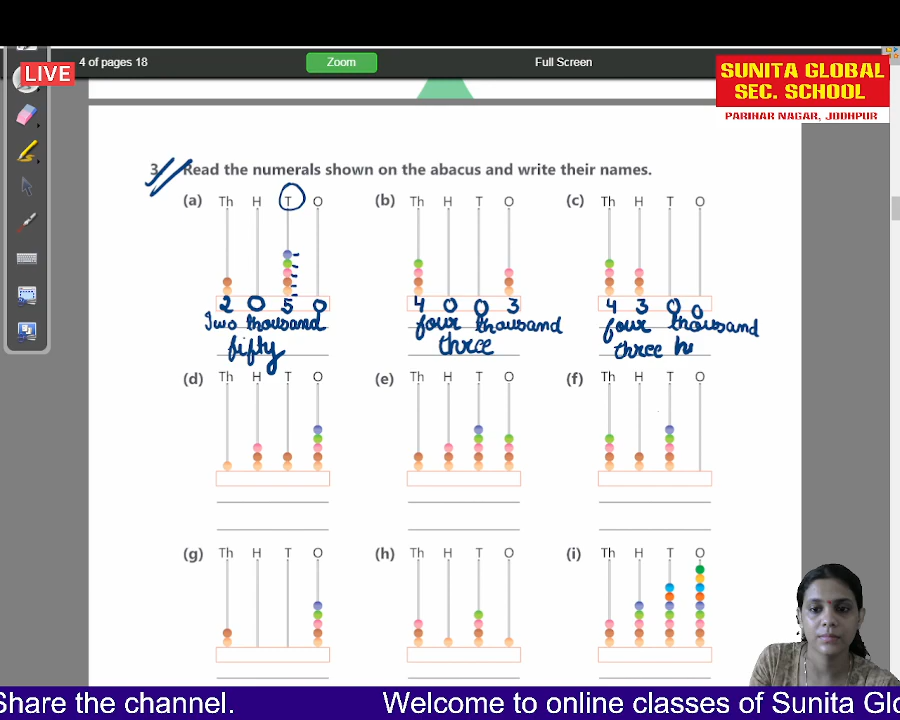 LIVE
4 of pages 18
Zoom
Full Screen
SUNITA GLOBAL
SEC. SCHOOL
PARIHAR NAGAR, JODHPUR
3. Read the numerals shown on the abacus and write their names.
(a) Th H T O (b) Th H T O (c) Th H T O
2 0 5 0 4 0 0 3 4 3 0 0
Two thousand four thousand four thousand
fifty three three h
(d) Th H T O (e) Th H T O (f) Th H T O
(g) Th H T O (h) Th H T O (i) Th H T O
Share the channel. Welcome to online classes of Sunita Glo